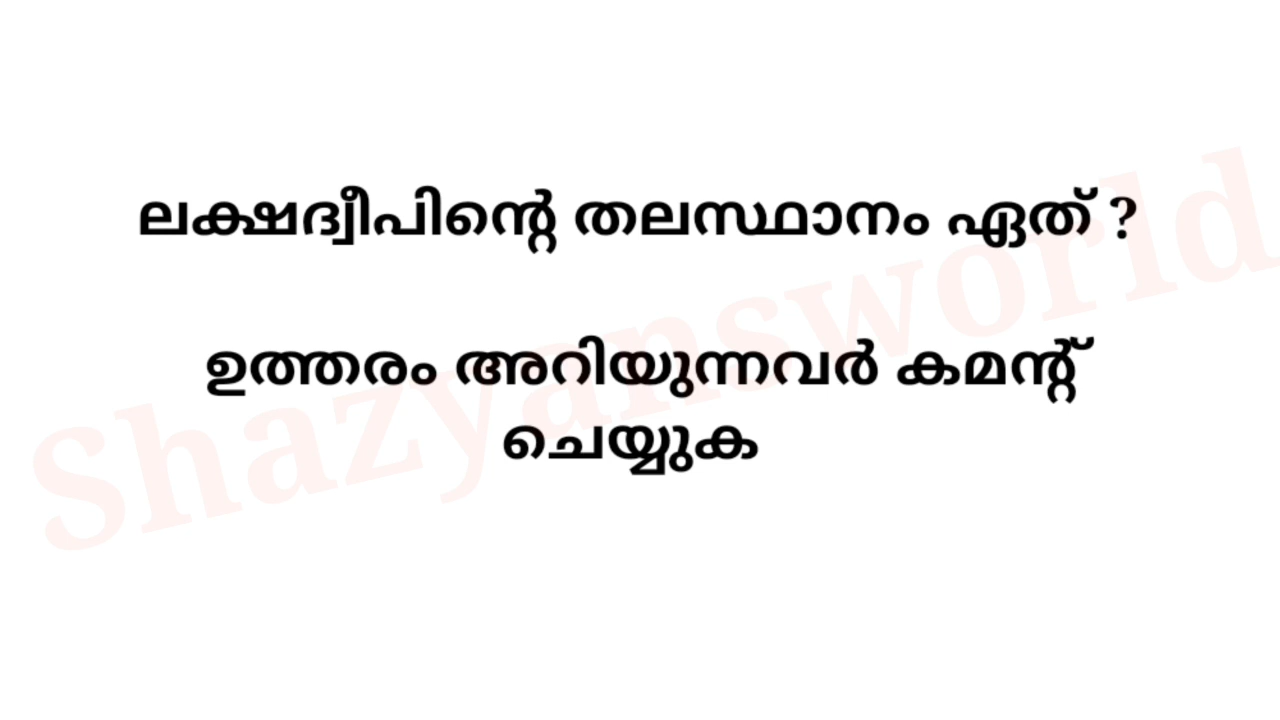 ലക്ഷദ്വീപിന്റെ തലസ്ഥാനം ഏത് ?
ഉത്തരം അറിയുന്നവർ കമന്റ്
ചെയ്യുക
Shazyansworld